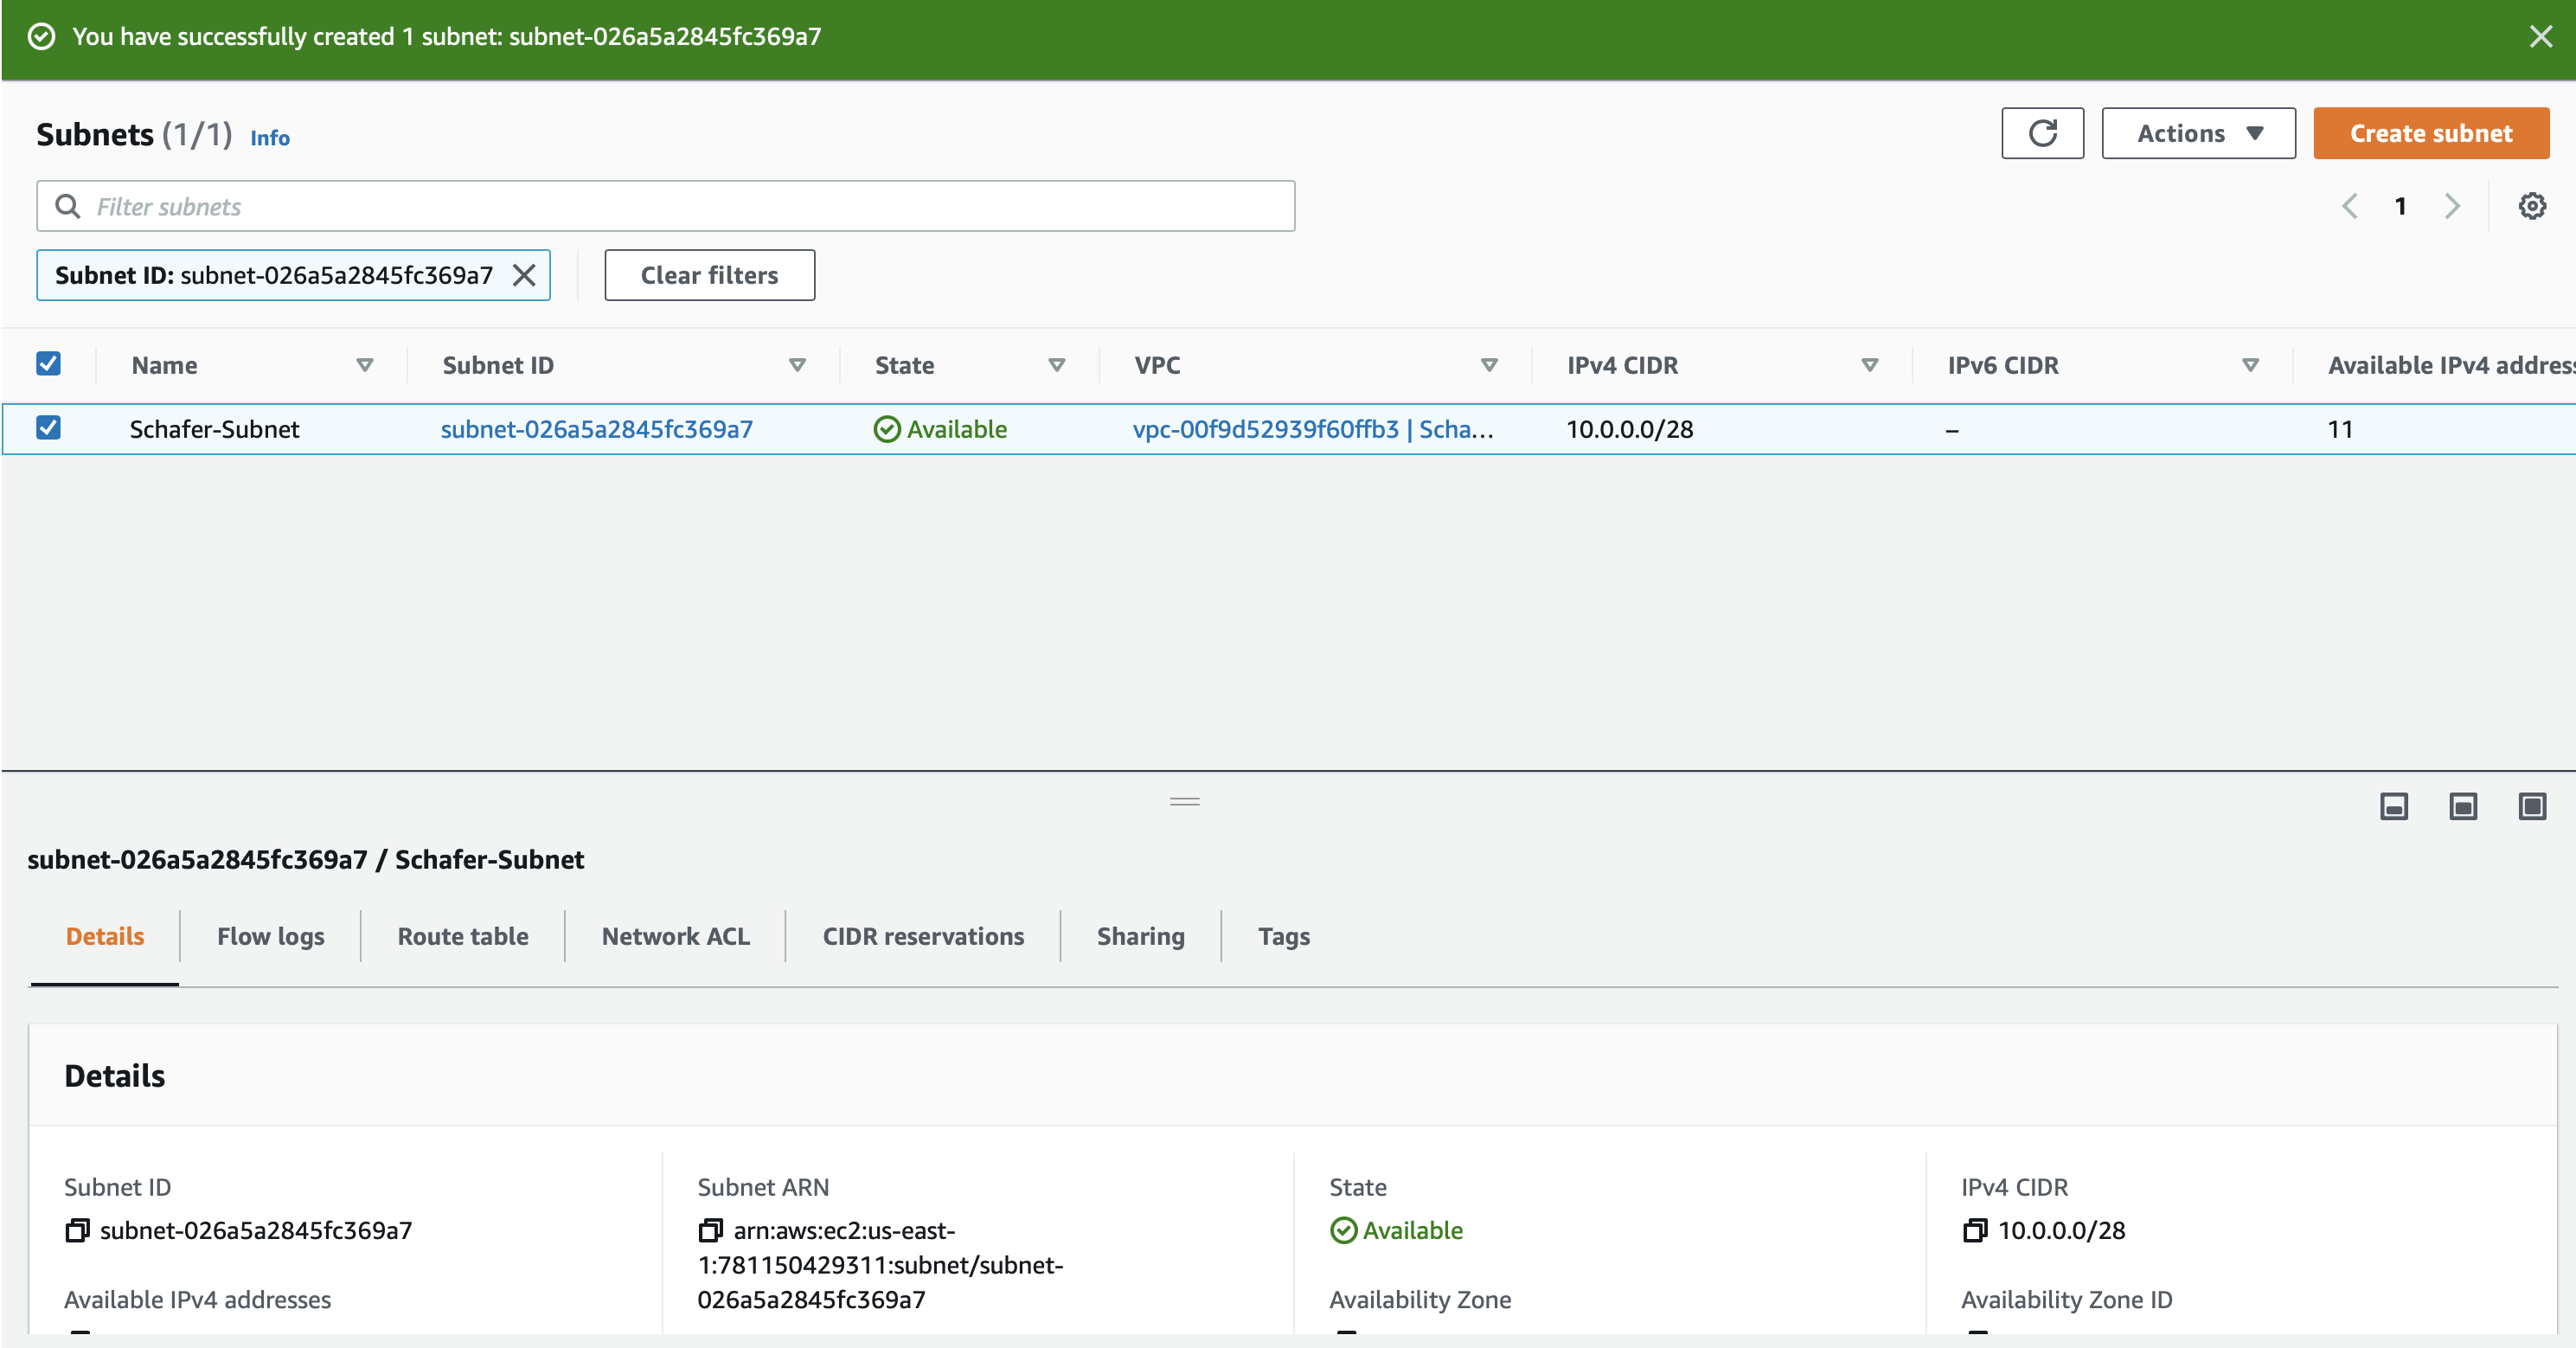 You have successfully created 1 subnet: subnet-026a5a2845fc369a7
Subnets (1/1) Info
Actions
Create subnet
Filter subnets
1
Subnet ID: subnet-026a5a2845fc369a7
Clear filters
Name Subnet ID State VPC IPv4 CIDR IPv6 CIDR Available IPv4 addres
Schafer-Subnet subnet-026a5a2845fc369a7 Available vpc-00f9d52939f60ffb3 | Scha... 10.0.0.0/28 – 11
subnet-026a5a2845fc369a7 / Schafer-Subnet
Details Flow logs Route table Network ACL CIDR reservations Sharing Tags
Details
Subnet ID
subnet-026a5a2845fc369a7
Available IPv4 addresses
Subnet ARN
arn:aws:ec2:us-east-
1:781150429311:subnet/subnet-
026a5a2845fc369a7
State
Available
Availability Zone
IPv4 CIDR
10.0.0.0/28
Availability Zone ID